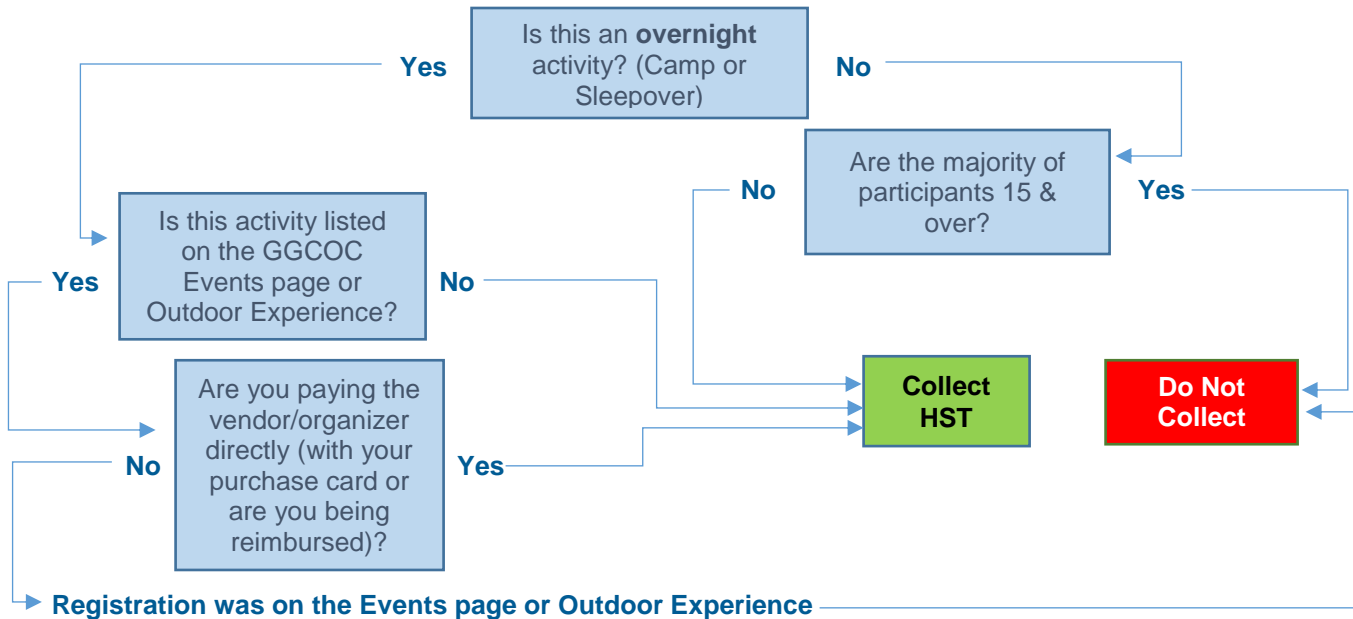 Is this an overnight
activity? (Camp or
Sleepover)
Yes
No
Are the majority of
participants 15 &
over?
No
Yes
Is this activity listed
on the GGCOC
Events page or
Outdoor Experience?
Yes
No
Are you paying the
vendor/organizer
directly (with your
purchase card or
are you being
reimbursed)?
No
Yes
Collect
HST
Do Not
Collect
Registration was on the Events page or Outdoor Experience